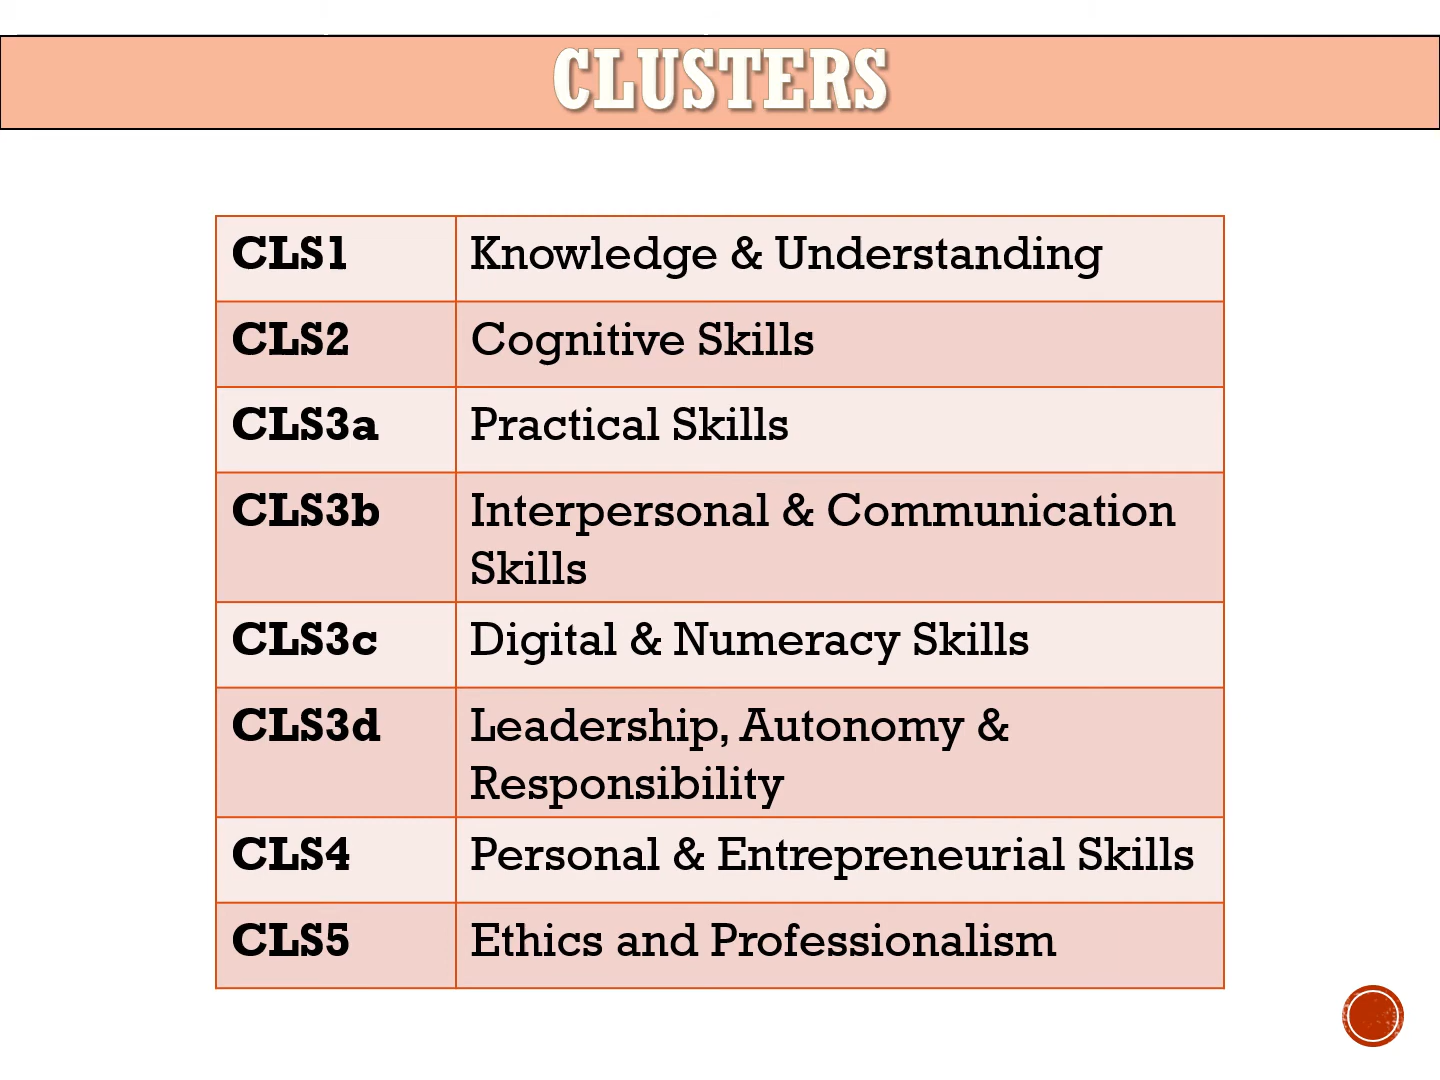 CLUSTERS
CLS1 Knowledge & Understanding
CLS2 Cognitive Skills
CLS3a Practical Skills
CLS3b Interpersonal & Communication
Skills
CLS3c Digital & Numeracy Skills
CLS3d Leadership, Autonomy &
Responsibility
CLS4 Personal & Entrepreneurial Skills
CLS5 Ethics and Professionalism